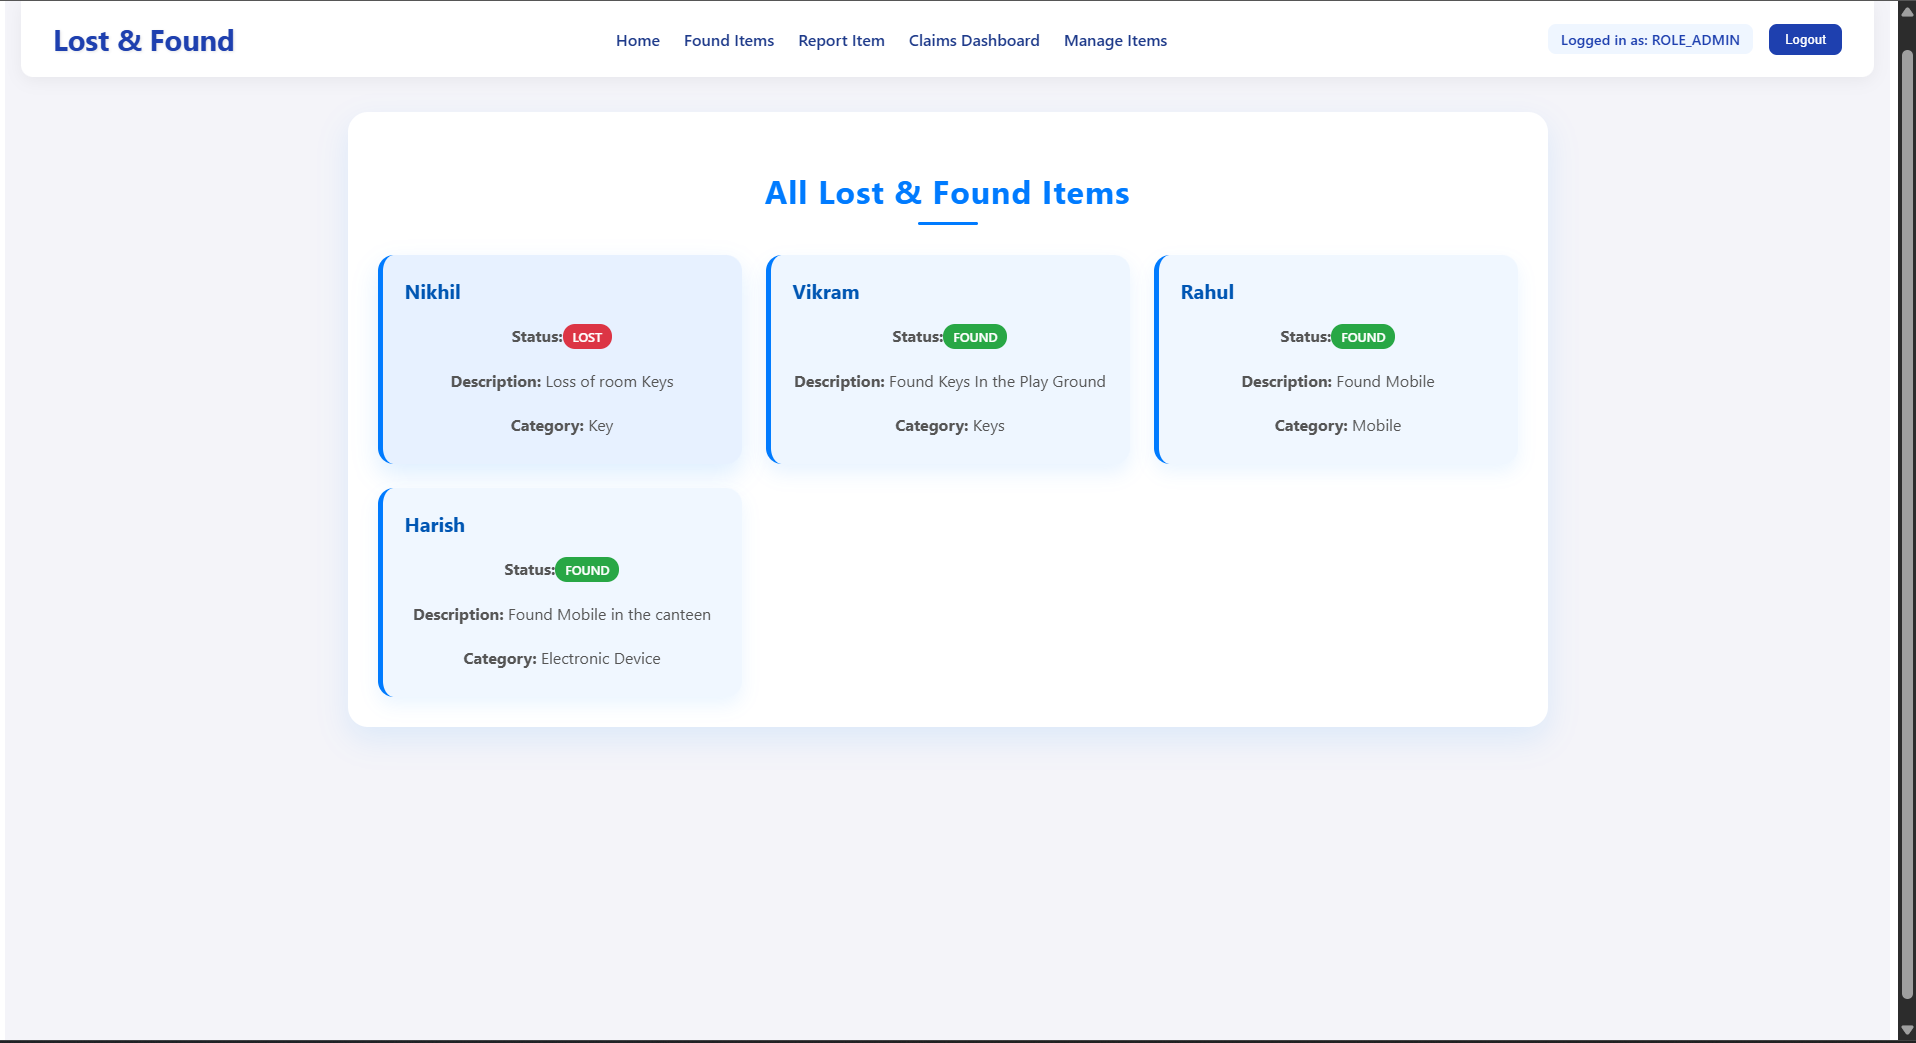 Lost & Found
Home Found Items Report Item Claims Dashboard Manage Items
Logged in as: ROLE_ADMIN
Logout
All Lost & Found Items
Nikhil
Status: LOST
Description: Loss of room Keys
Category: Key
Vikram
Status: FOUND
Description: Found Keys In the Play Ground
Category: Keys
Rahul
Status: FOUND
Description: Found Mobile
Category: Mobile
Harish
Status: FOUND
Description: Found Mobile in the canteen
Category: Electronic Device